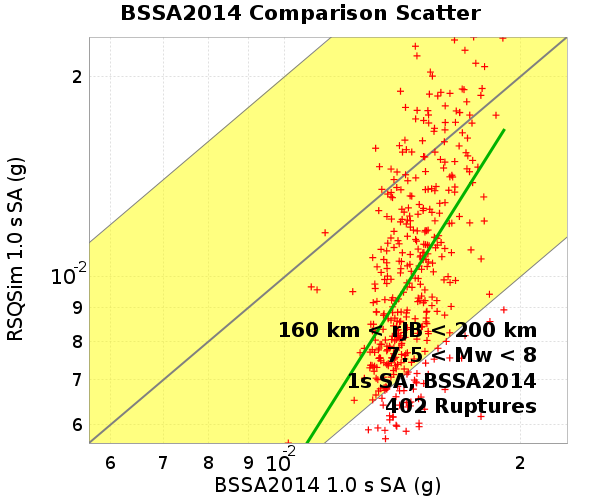 BSSA2014 Comparison Scatter
RSQSim 1.0 s SA (g)
2
10-2
9
8
7
6
160 km < rJB < 200 km
7.5 < Mw < 8
1s SA, BSSA2014
402 Ruptures
6 7 8 9 10-2 2
BSSA2014 1.0 s SA (g)